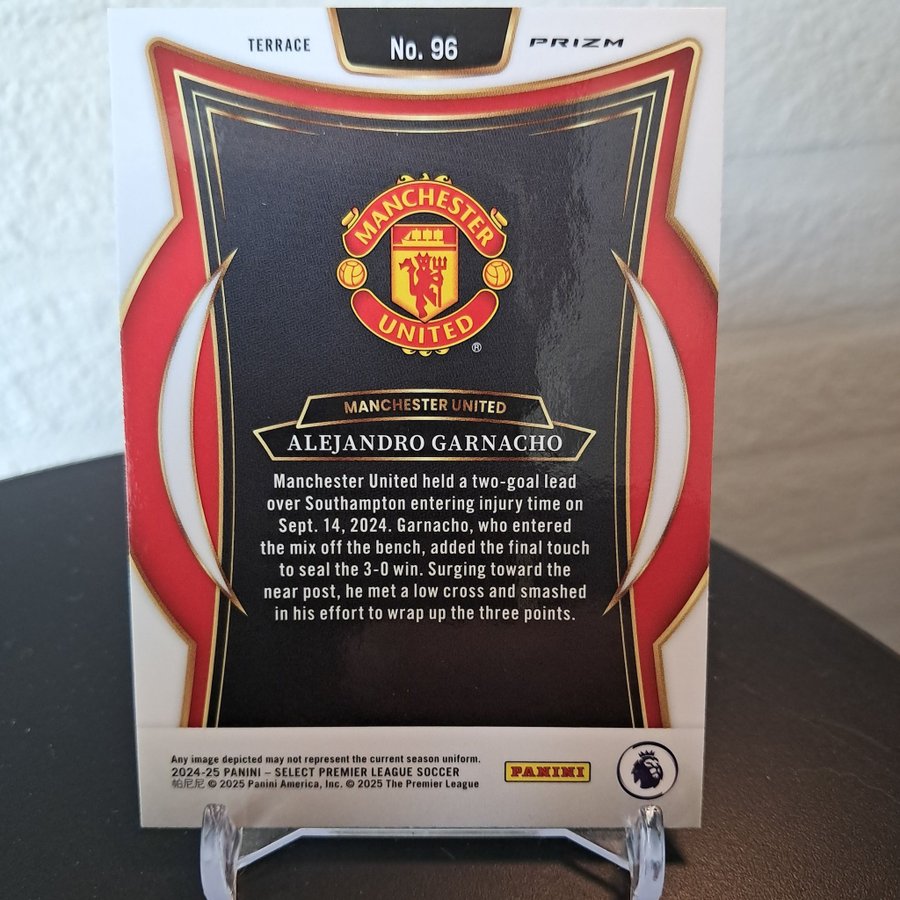 TERRACE
No. 96
PRIZM
MANCHESTER
UNITED
®
MANCHESTER UNITED
ALEJANDRO GARNACHO
Manchester United held a two-goal lead
over Southampton entering injury time on
Sept. 14, 2024. Garnacho, who entered
the mix off the bench, added the final touch
to seal the 3-0 win. Surging toward the
near post, he met a low cross and smashed
in his effort to wrap up the three points.
Any image depicted may not represent the current season uniform.
2024-25 PANINI – SELECT PREMIER LEAGUE SOCCER
帕尼尼 © 2025 Panini America, Inc. © 2025 The Premier League
PANINI